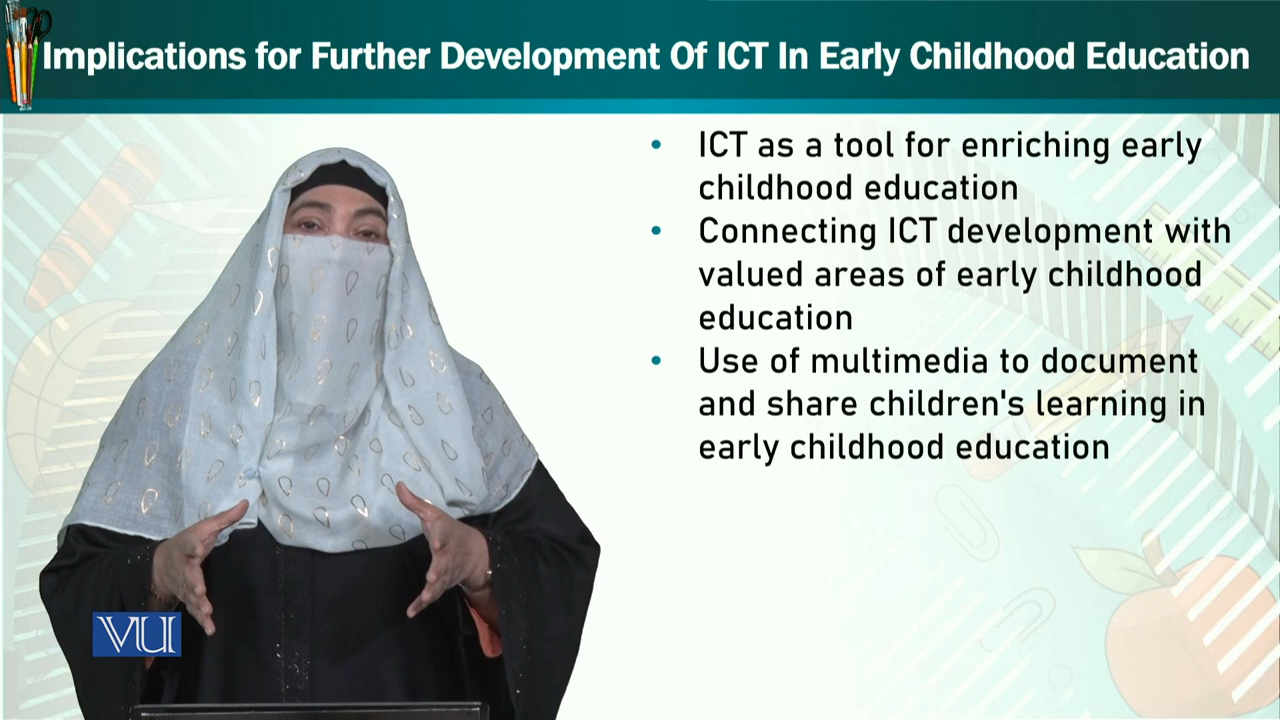 Implications for Further Development Of ICT In Early Childhood Education
• ICT as a tool for enriching early
childhood education
• Connecting ICT development with
valued areas of early childhood
education
• Use of multimedia to document
and share children's learning in
early childhood education
VU